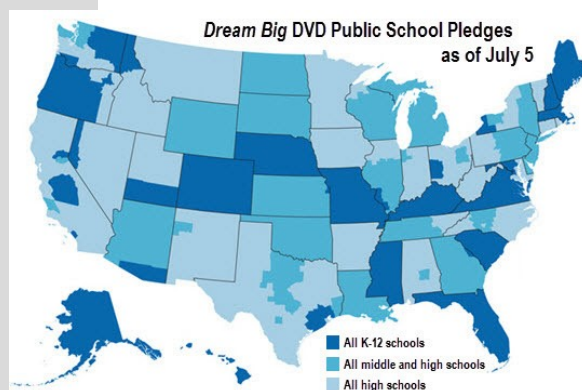 Dream Big DVD Public School Pledges
as of July 5
All K-12 schools
All middle and high schools
All high schools